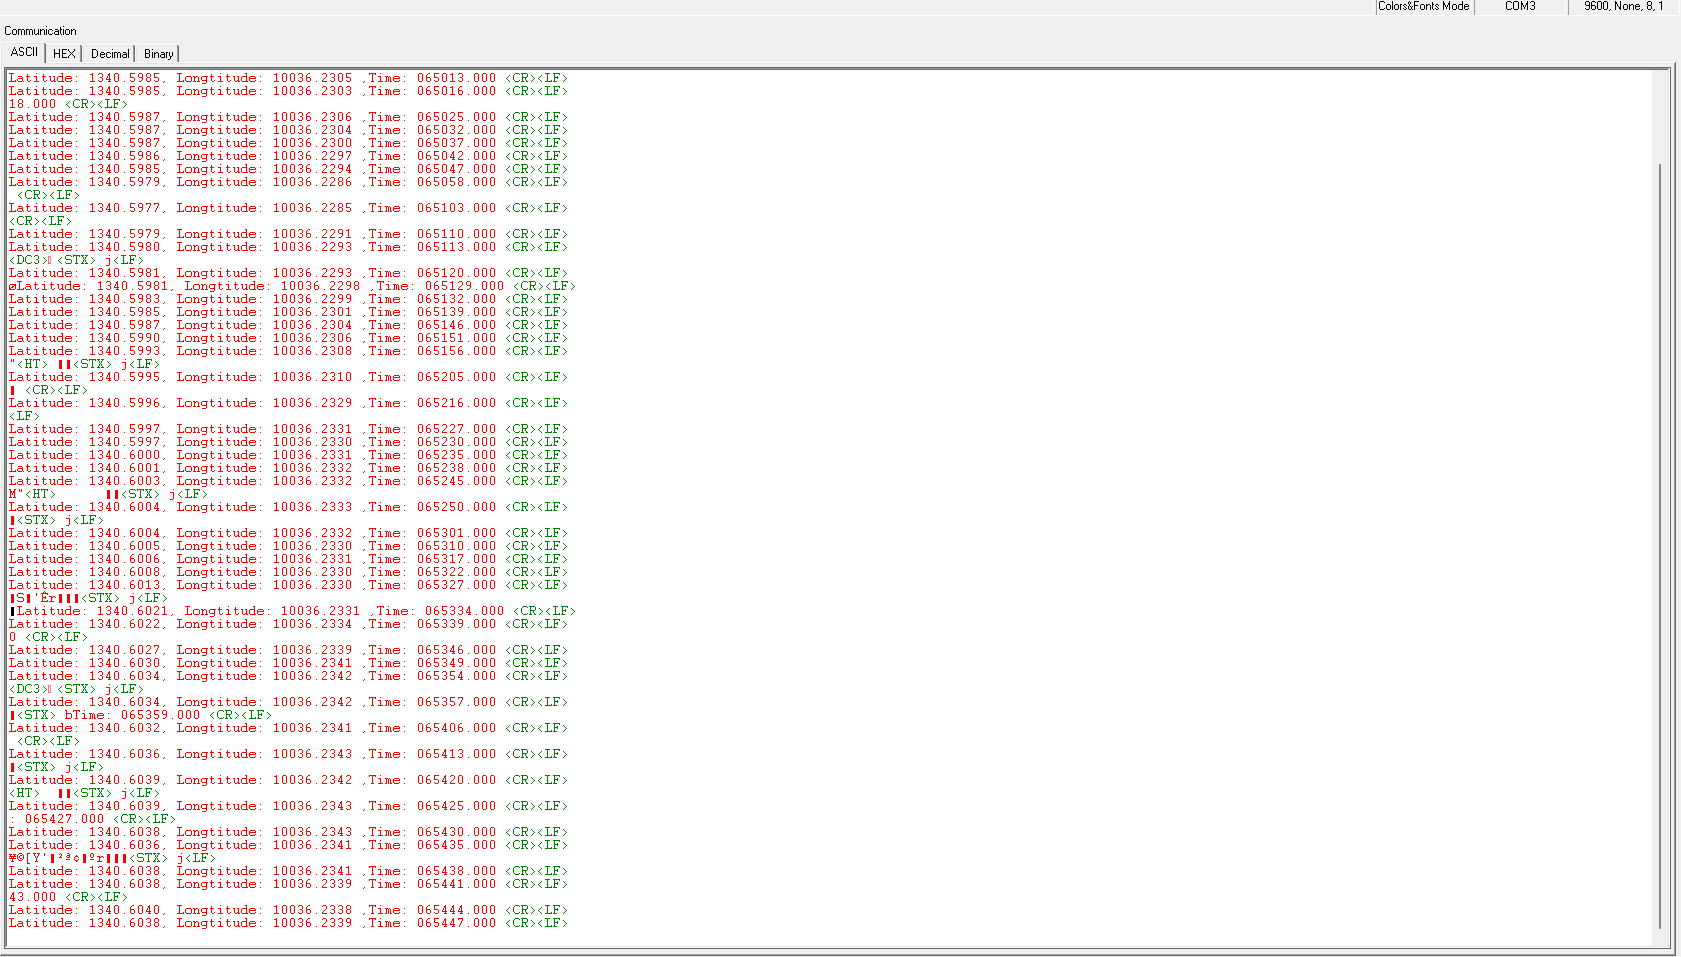 Colors&Fonts Mode COM3 9600, None, 8, 1
Communication
ASCII HEX Decimal Binary
Latitude: 1340.5985, Longtitude: 10036.2305 ,Time: 065013.000 <CR><LF>
Latitude: 1340.5985, Longtitude: 10036.2303 ,Time: 065016.000 <CR><LF>
18.000 <CR><LF>
Latitude: 1340.5987, Longtitude: 10036.2306 ,Time: 065025.000 <CR><LF>
Latitude: 1340.5987, Longtitude: 10036.2304 ,Time: 065032.000 <CR><LF>
Latitude: 1340.5987, Longtitude: 10036.2300 ,Time: 065037.000 <CR><LF>
Latitude: 1340.5986, Longtitude: 10036.2297 ,Time: 065042.000 <CR><LF>
Latitude: 1340.5985, Longtitude: 10036.2294 ,Time: 065047.000 <CR><LF>
Latitude: 1340.5979, Longtitude: 10036.2286 ,Time: 065058.000 <CR><LF>
<CR><LF>
Latitude: 1340.5977, Longtitude: 10036.2285 ,Time: 065103.000 <CR><LF>
<CR><LF>
Latitude: 1340.5979, Longtitude: 10036.2291 ,Time: 065110.000 <CR><LF>
Latitude: 1340.5980, Longtitude: 10036.2293 ,Time: 065113.000 <CR><LF>
<DC3> <STX> j<LF>
Latitude: 1340.5981, Longtitude: 10036.2293 ,Time: 065120.000 <CR><LF>
øLatitude: 1340.5981, Longtitude: 10036.2298 ,Time: 065129.000 <CR><LF>
Latitude: 1340.5983, Longtitude: 10036.2299 ,Time: 065132.000 <CR><LF>
Latitude: 1340.5985, Longtitude: 10036.2301 ,Time: 065139.000 <CR><LF>
Latitude: 1340.5987, Longtitude: 10036.2304 ,Time: 065146.000 <CR><LF>
Latitude: 1340.5990, Longtitude: 10036.2306 ,Time: 065151.000 <CR><LF>
Latitude: 1340.5993, Longtitude: 10036.2308 ,Time: 065156.000 <CR><LF>
"<HT> <STX> j<LF>
Latitude: 1340.5995, Longtitude: 10036.2310 ,Time: 065205.000 <CR><LF>
<CR><LF>
Latitude: 1340.5996, Longtitude: 10036.2329 ,Time: 065216.000 <CR><LF>
<LF>
Latitude: 1340.5997, Longtitude: 10036.2331 ,Time: 065227.000 <CR><LF>
Latitude: 1340.5997, Longtitude: 10036.2330 ,Time: 065230.000 <CR><LF>
Latitude: 1340.6000, Longtitude: 10036.2331 ,Time: 065235.000 <CR><LF>
Latitude: 1340.6001, Longtitude: 10036.2332 ,Time: 065238.000 <CR><LF>
Latitude: 1340.6003, Longtitude: 10036.2332 ,Time: 065245.000 <CR><LF>
M"<HT> <STX> j<LF>
Latitude: 1340.6004, Longtitude: 10036.2333 ,Time: 065250.000 <CR><LF>
<STX> j<LF>
Latitude: 1340.6004, Longtitude: 10036.2332 ,Time: 065301.000 <CR><LF>
Latitude: 1340.6005, Longtitude: 10036.2330 ,Time: 065310.000 <CR><LF>
Latitude: 1340.6006, Longtitude: 10036.2331 ,Time: 065317.000 <CR><LF>
Latitude: 1340.6008, Longtitude: 10036.2330 ,Time: 065322.000 <CR><LF>
Latitude: 1340.6013, Longtitude: 10036.2330 ,Time: 065327.000 <CR><LF>
S'Êr<STX> j<LF>
Latitude: 1340.6021, Longtitude: 10036.2331 ,Time: 065334.000 <CR><LF>
Latitude: 1340.6022, Longtitude: 10036.2334 ,Time: 065339.000 <CR><LF>
0 <CR><LF>
Latitude: 1340.6027, Longtitude: 10036.2339 ,Time: 065346.000 <CR><LF>
Latitude: 1340.6030, Longtitude: 10036.2341 ,Time: 065349.000 <CR><LF>
Latitude: 1340.6034, Longtitude: 10036.2342 ,Time: 065354.000 <CR><LF>
<DC3> <STX> j<LF>
Latitude: 1340.6034, Longtitude: 10036.2342 ,Time: 065357.000 <CR><LF>
<STX> bTime: 065359.000 <CR><LF>
Latitude: 1340.6032, Longtitude: 10036.2341 ,Time: 065406.000 <CR><LF>
<CR><LF>
Latitude: 1340.6036, Longtitude: 10036.2343 ,Time: 065413.000 <CR><LF>
<STX> j<LF>
Latitude: 1340.6039, Longtitude: 10036.2342 ,Time: 065420.000 <CR><LF>
<HT> <STX> j<LF>
Latitude: 1340.6039, Longtitude: 10036.2343 ,Time: 065425.000 <CR><LF>
: 065427.000 <CR><LF>
Latitude: 1340.6038, Longtitude: 10036.2343 ,Time: 065430.000 <CR><LF>
Latitude: 1340.6036, Longtitude: 10036.2341 ,Time: 065435.000 <CR><LF>
¥©[Y'²ª¢ºr<STX> j<LF>
Latitude: 1340.6038, Longtitude: 10036.2341 ,Time: 065438.000 <CR><LF>
Latitude: 1340.6038, Longtitude: 10036.2339 ,Time: 065441.000 <CR><LF>
43.000 <CR><LF>
Latitude: 1340.6040, Longtitude: 10036.2338 ,Time: 065444.000 <CR><LF>
Latitude: 1340.6038, Longtitude: 10036.2339 ,Time: 065447.000 <CR><LF>